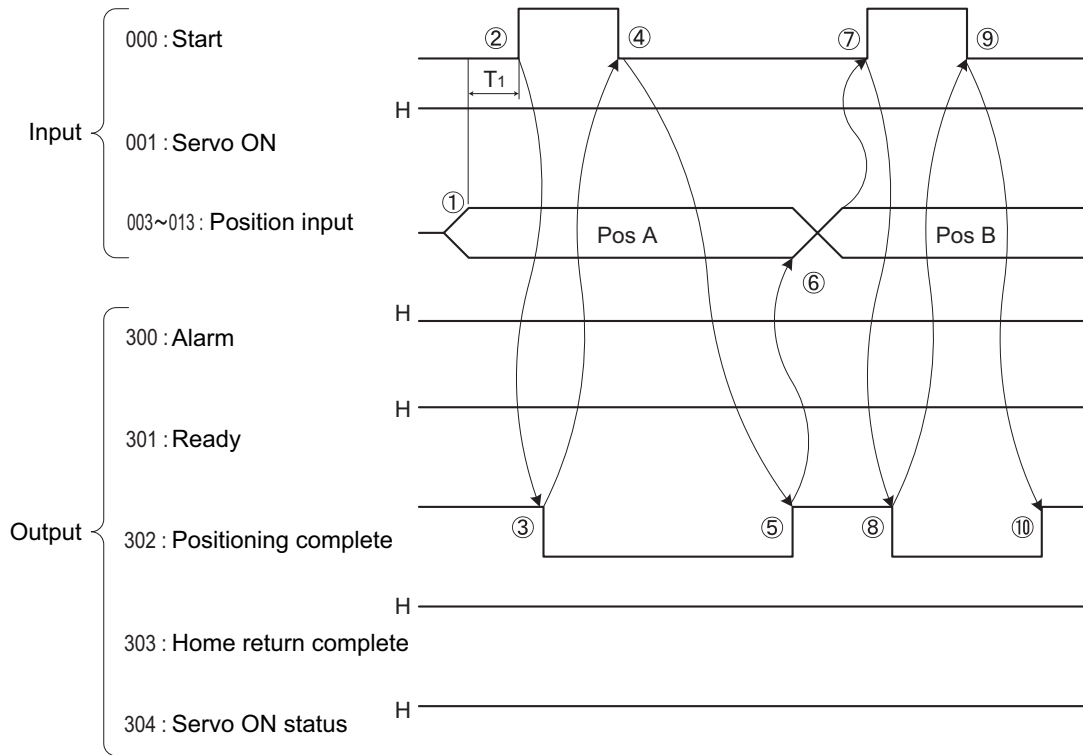 000 : Start
② ④ ⑦ ⑨
T1
H
Input
001 : Servo ON
003~013 : Position input
①
Pos A
Pos B
⑥
H
300 : Alarm
H
301 : Ready
Output
③ ⑤ ⑧ ⑩
302 : Positioning complete
H
303 : Home return complete
H
304 : Servo ON status